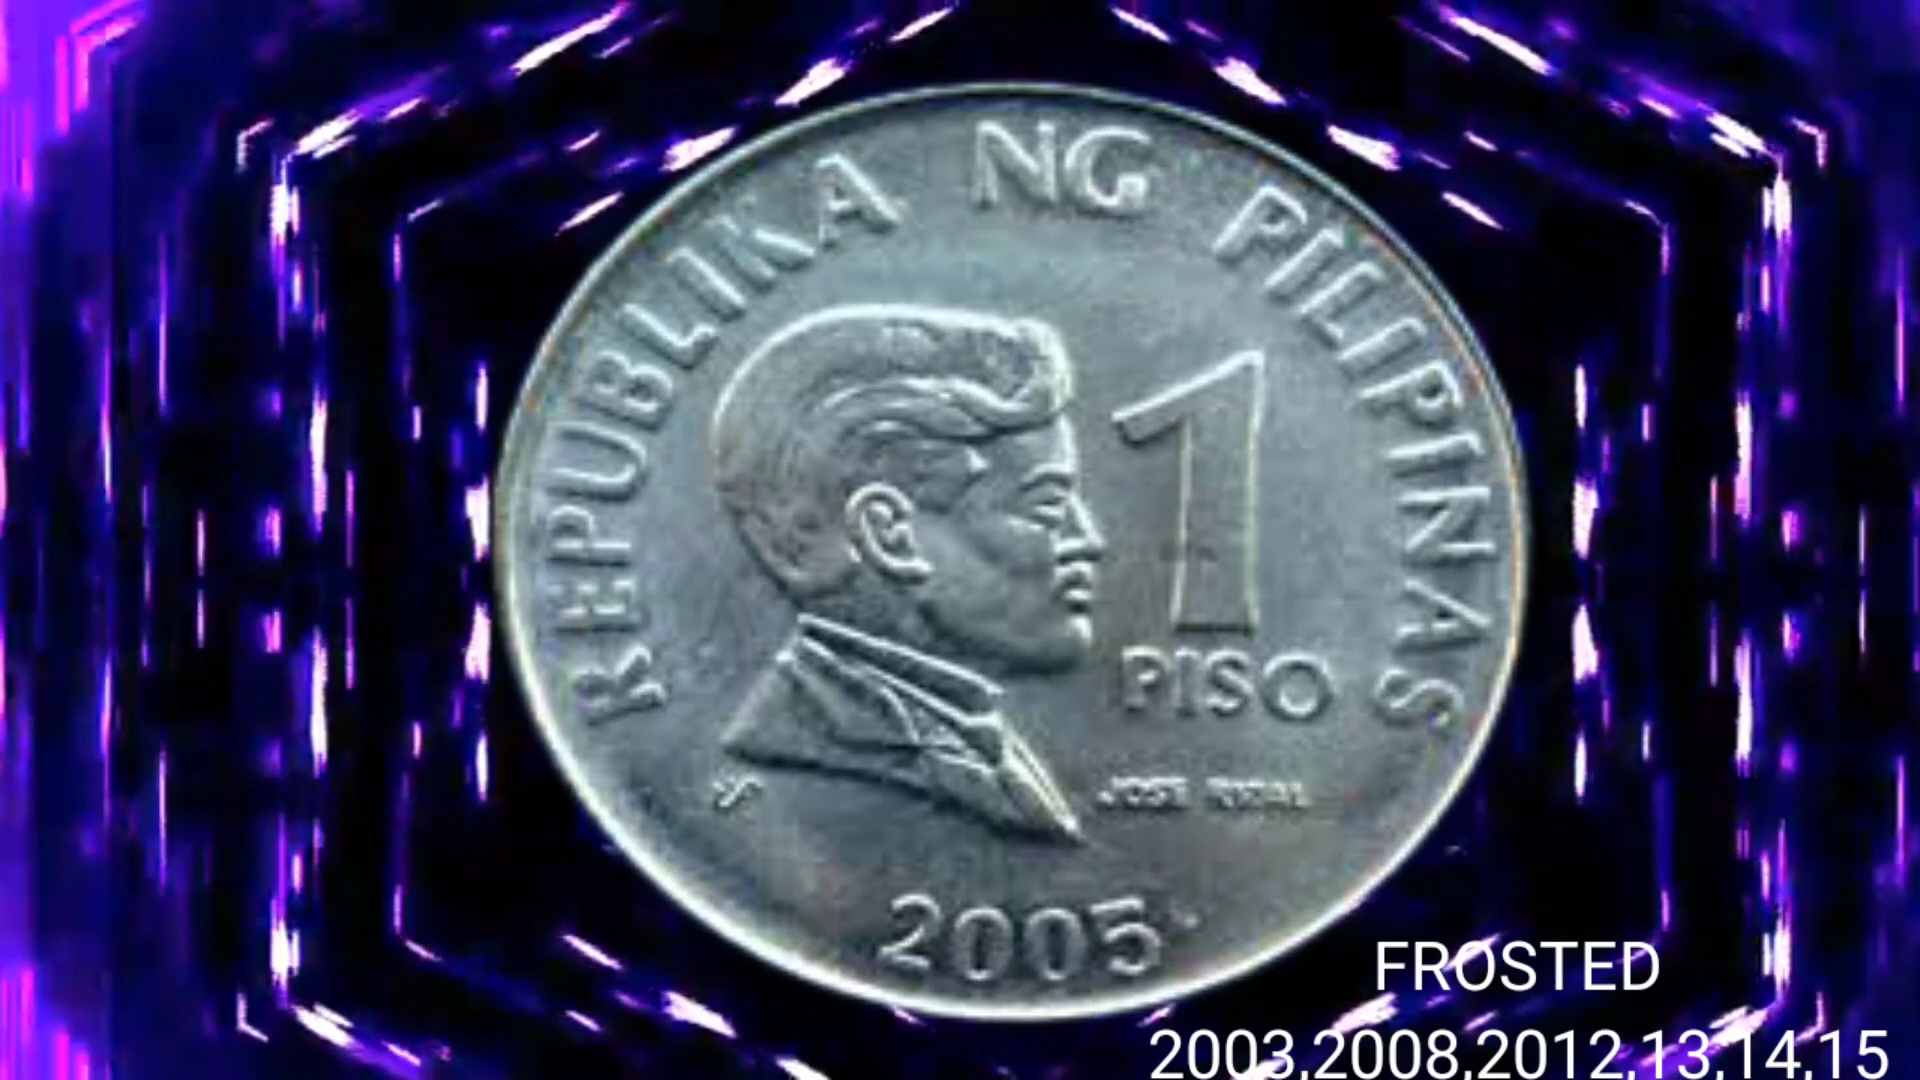 REPUBLIKA NG PILIPINAS
1
PISO
JOSE RIZAL
2005
FROSTED
2003,2008,2012,13,14,15